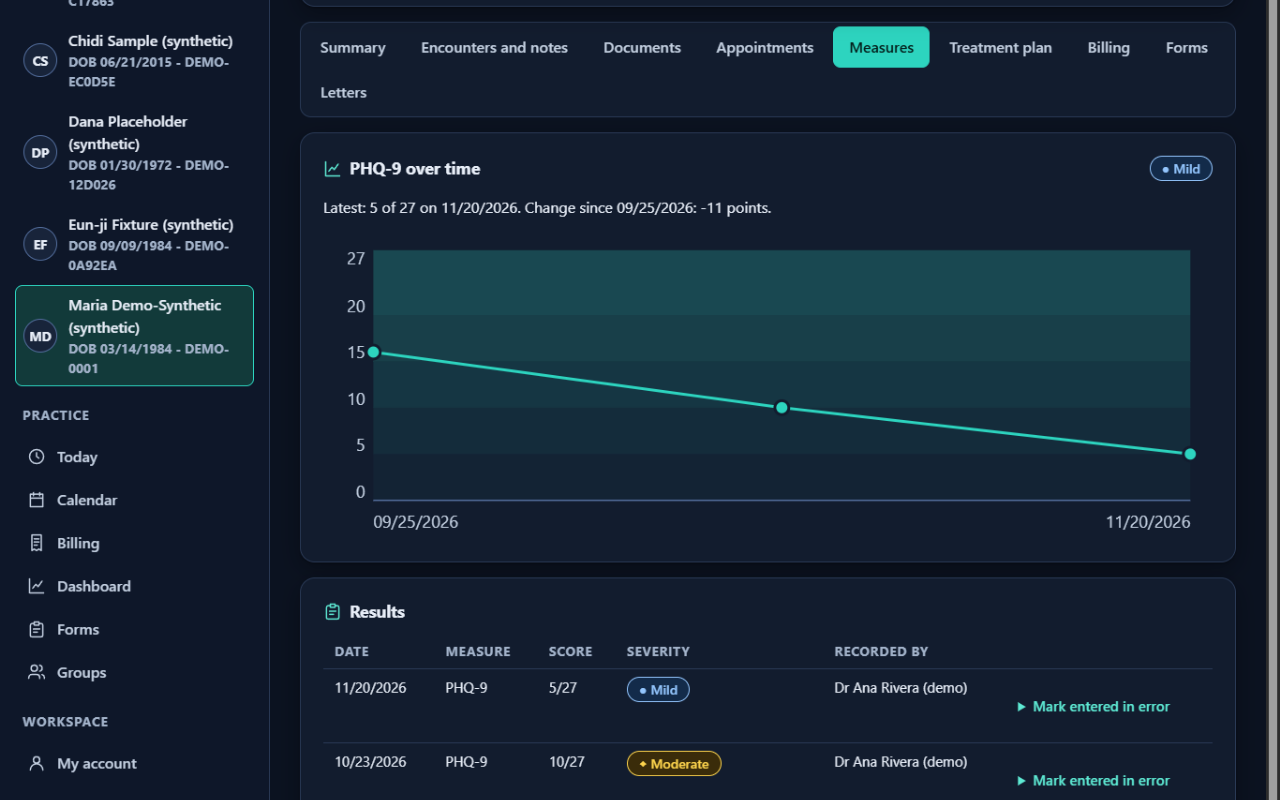 C17863
CS
Chidi Sample (synthetic)
DOB 06/21/2015 - DEMO-
EC0D5E
DP
Dana Placeholder
(synthetic)
DOB 01/30/1972 - DEMO-
12D026
EF
Eun-ji Fixture (synthetic)
DOB 09/09/1984 - DEMO-
0A92EA
MD
Maria Demo-Synthetic
(synthetic)
DOB 03/14/1984 - DEMO-
0001
PRACTICE
Today
Calendar
Billing
Dashboard
Forms
Groups
WORKSPACE
My account
Summary
Encounters and notes
Documents
Appointments
Measures
Treatment plan
Billing
Forms
Letters
PHQ-9 over time
Mild
Latest: 5 of 27 on 11/20/2026. Change since 09/25/2026: -11 points.
27
20
15
10
5
0
09/25/2026
11/20/2026
Results
DATE MEASURE SCORE SEVERITY RECORDED BY
11/20/2026 PHQ-9 5/27 Mild Dr Ana Rivera (demo)
Mark entered in error
10/23/2026 PHQ-9 10/27 Moderate Dr Ana Rivera (demo)
Mark entered in error